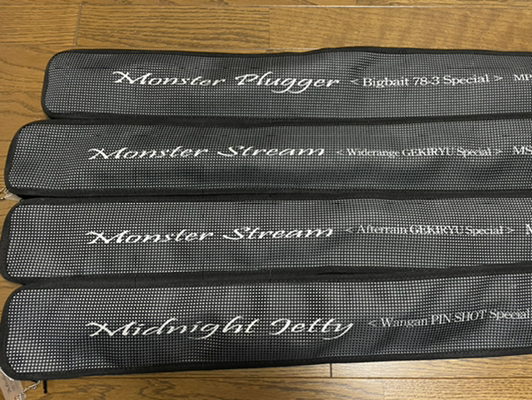 Monster Plugger < Bigbait 78-3 Special > MP
Monster Stream < Widerange GEKIRYU Special > MS
Monster Stream < Afterrain GEKIRYU Special >
Midnight Jetty < Wangan PIN SHOT Special